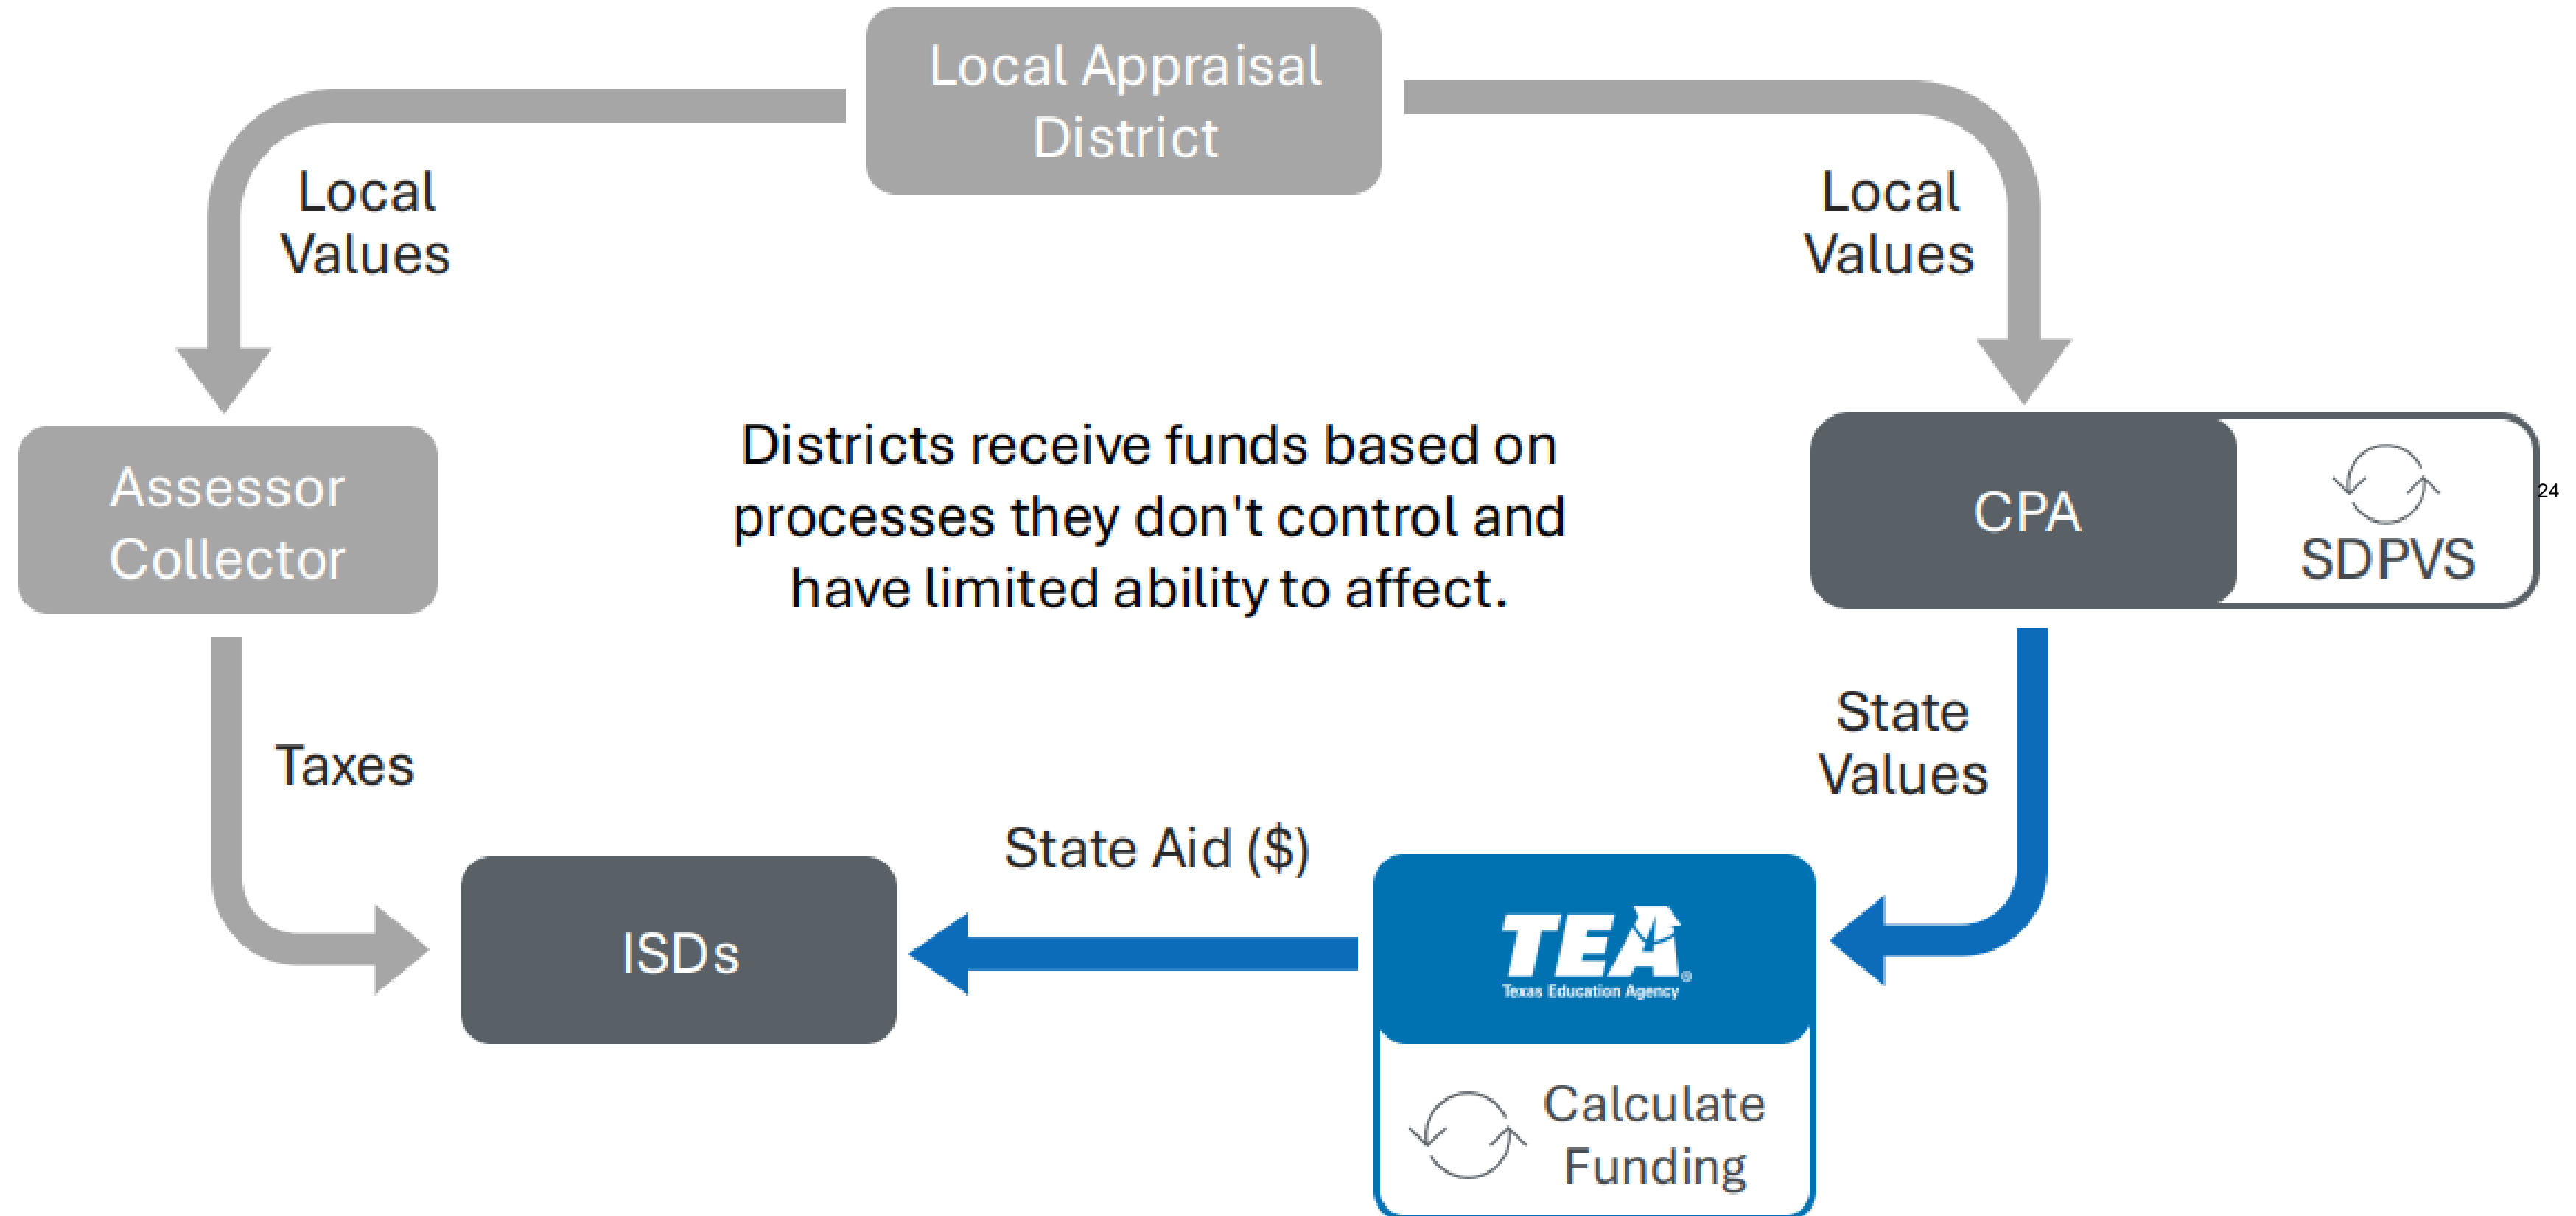 Local Appraisal
District
Local
Values
Local
Values
Assessor
Collector
Districts receive funds based on
processes they don't control and
have limited ability to affect.
CPA
SDPVS
24
Taxes
State
Values
State Aid ($)
ISDs
TEA®
Texas Education Agency
Calculate
Funding